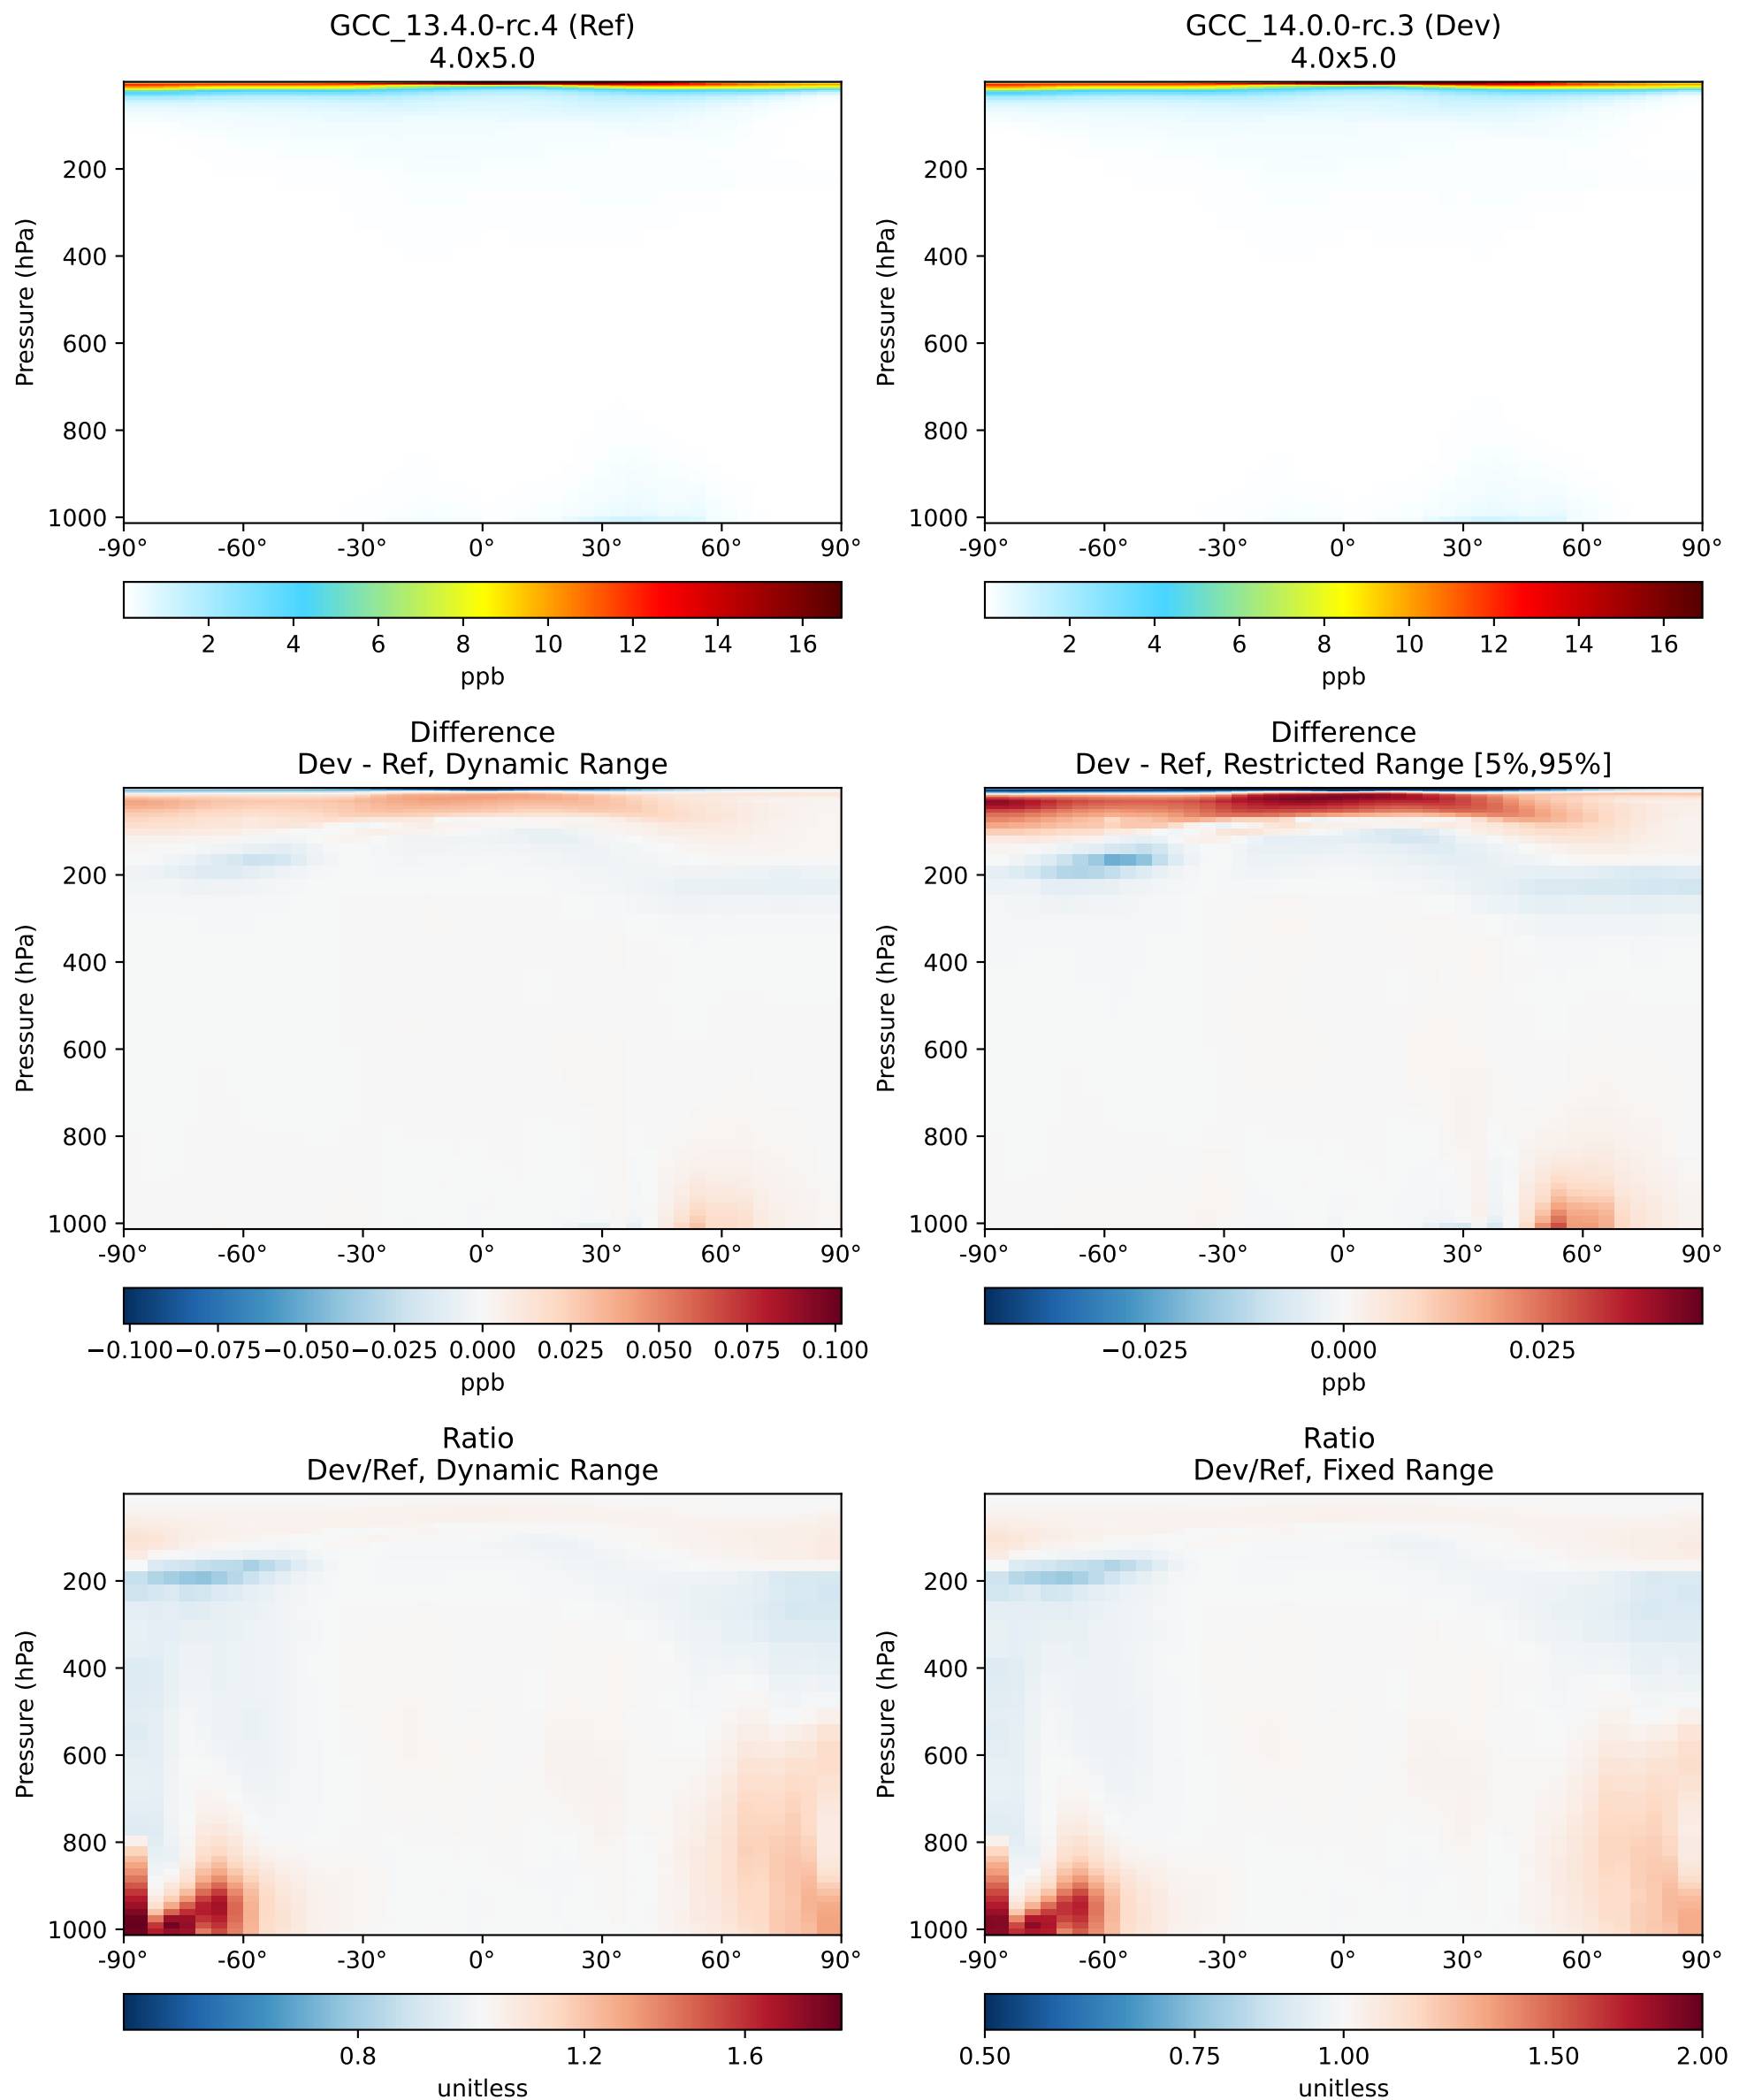 GCC_13.4.0-rc.4 (Ref)
4.0x5.0
Pressure (hPa)
200
400
600
800
1000
-90° -60° -30° 0° 30° 60° 90°
2 4 6 8 10 12 14 16
ppb
GCC_14.0.0-rc.3 (Dev)
4.0x5.0
Pressure (hPa)
200
400
600
800
1000
-90° -60° -30° 0° 30° 60° 90°
2 4 6 8 10 12 14 16
ppb
Difference
Dev - Ref, Dynamic Range
Pressure (hPa)
200
400
600
800
1000
-90° -60° -30° 0° 30° 60° 90°
−0.100 −0.075 −0.050 −0.025 0.000 0.025 0.050 0.075 0.100
ppb
Difference
Dev - Ref, Restricted Range [5%,95%]
Pressure (hPa)
200
400
600
800
1000
-90° -60° -30° 0° 30° 60° 90°
−0.025 0.000 0.025
ppb
Ratio
Dev/Ref, Dynamic Range
Pressure (hPa)
200
400
600
800
1000
-90° -60° -30° 0° 30° 60° 90°
0.8 1.2 1.6
unitless
Ratio
Dev/Ref, Fixed Range
Pressure (hPa)
200
400
600
800
1000
-90° -60° -30° 0° 30° 60° 90°
0.50 0.75 1.00 1.50 2.00
unitless